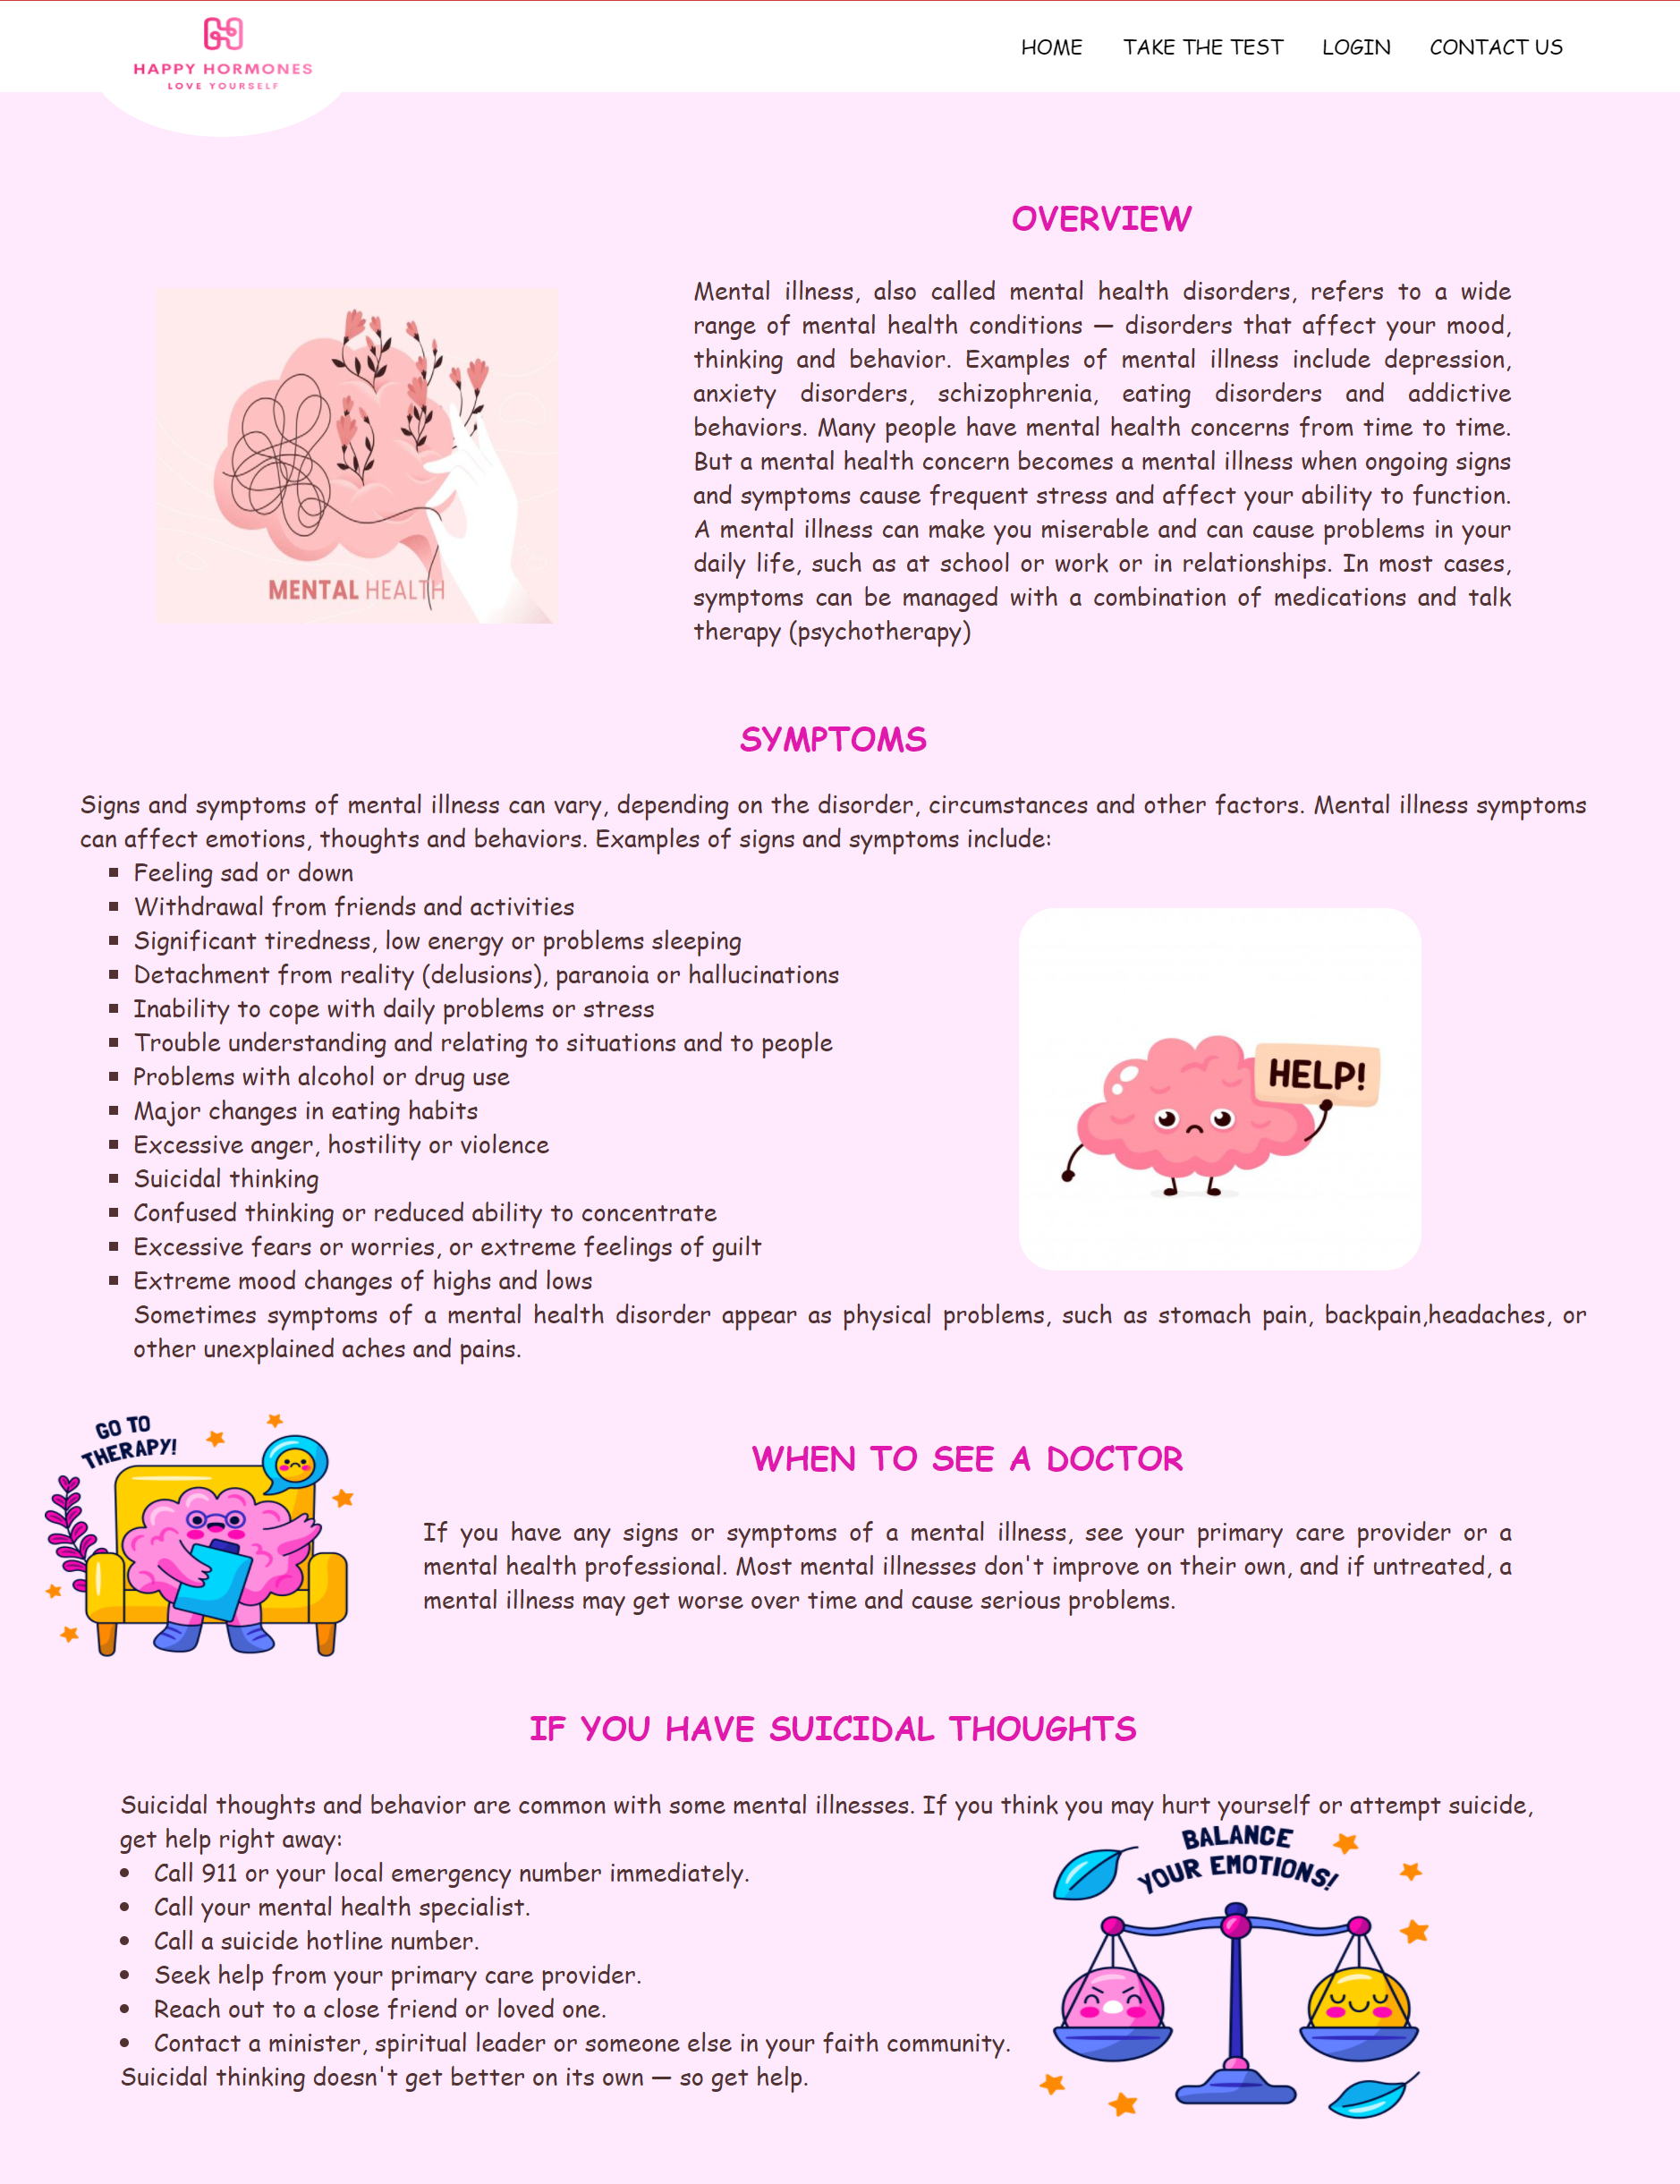 HAPPY HORMONES
LOVE YOURSELF
HOME TAKE THE TEST LOGIN CONTACT US
OVERVIEW
Mental illness, also called mental health disorders, refers to a wide
range of mental health conditions — disorders that affect your mood,
thinking and behavior. Examples of mental illness include depression,
anxiety disorders, schizophrenia, eating disorders and addictive
behaviors. Many people have mental health concerns from time to time.
But a mental health concern becomes a mental illness when ongoing signs
and symptoms cause frequent stress and affect your ability to function.
A mental illness can make you miserable and can cause problems in your
daily life, such as at school or work or in relationships. In most cases,
symptoms can be managed with a combination of medications and talk
therapy (psychotherapy)
MENTAL HEALTH
SYMPTOMS
Signs and symptoms of mental illness can vary, depending on the disorder, circumstances and other factors. Mental illness symptoms
can affect emotions, thoughts and behaviors. Examples of signs and symptoms include:
▪ Feeling sad or down
▪ Withdrawal from friends and activities
▪ Significant tiredness, low energy or problems sleeping
▪ Detachment from reality (delusions), paranoia or hallucinations
▪ Inability to cope with daily problems or stress
▪ Trouble understanding and relating to situations and to people
▪ Problems with alcohol or drug use
▪ Major changes in eating habits
▪ Excessive anger, hostility or violence
▪ Suicidal thinking
▪ Confused thinking or reduced ability to concentrate
▪ Excessive fears or worries, or extreme feelings of guilt
▪ Extreme mood changes of highs and lows
Sometimes symptoms of a mental health disorder appear as physical problems, such as stomach pain, backpain,headaches, or
other unexplained aches and pains.
HELP!
GO TO
THERAPY!
WHEN TO SEE A DOCTOR
If you have any signs or symptoms of a mental illness, see your primary care provider or a
mental health professional. Most mental illnesses don't improve on their own, and if untreated, a
mental illness may get worse over time and cause serious problems.
IF YOU HAVE SUICIDAL THOUGHTS
Suicidal thoughts and behavior are common with some mental illnesses. If you think you may hurt yourself or attempt suicide,
get help right away:
• Call 911 or your local emergency number immediately.
• Call your mental health specialist.
• Call a suicide hotline number.
• Seek help from your primary care provider.
• Reach out to a close friend or loved one.
• Contact a minister, spiritual leader or someone else in your faith community.
Suicidal thinking doesn't get better on its own — so get help.
BALANCE
YOUR EMOTIONS!